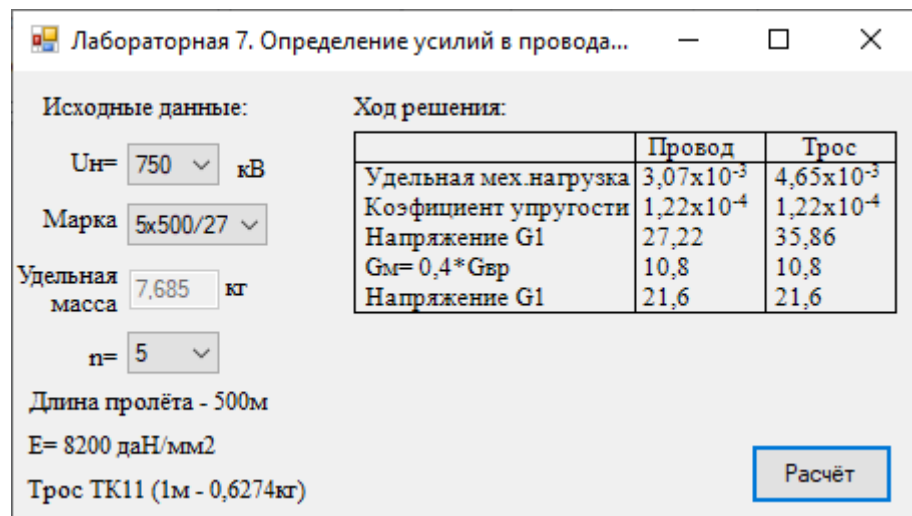 Лабораторная 7. Определение усилий в провода...
Исходные данные:
Uн= 750 кВ
Марка 5x500/27
Удельная
масса 7,685 кг
n= 5
Длина пролёта - 500м
E= 8200 даН/мм2
Трос ТК11 (1м - 0,6274кг)
Ход решения:
Провод Трос
Удельная мех.нагрузка 3,07x10⁻³ 4,65x10⁻³
Коэфициент упругости 1,22x10⁻⁴ 1,22x10⁻⁴
Напряжение G1 27,22 35,86
Gм= 0,4*Gвр 10,8 10,8
Напряжение G1 21,6 21,6
Расчёт